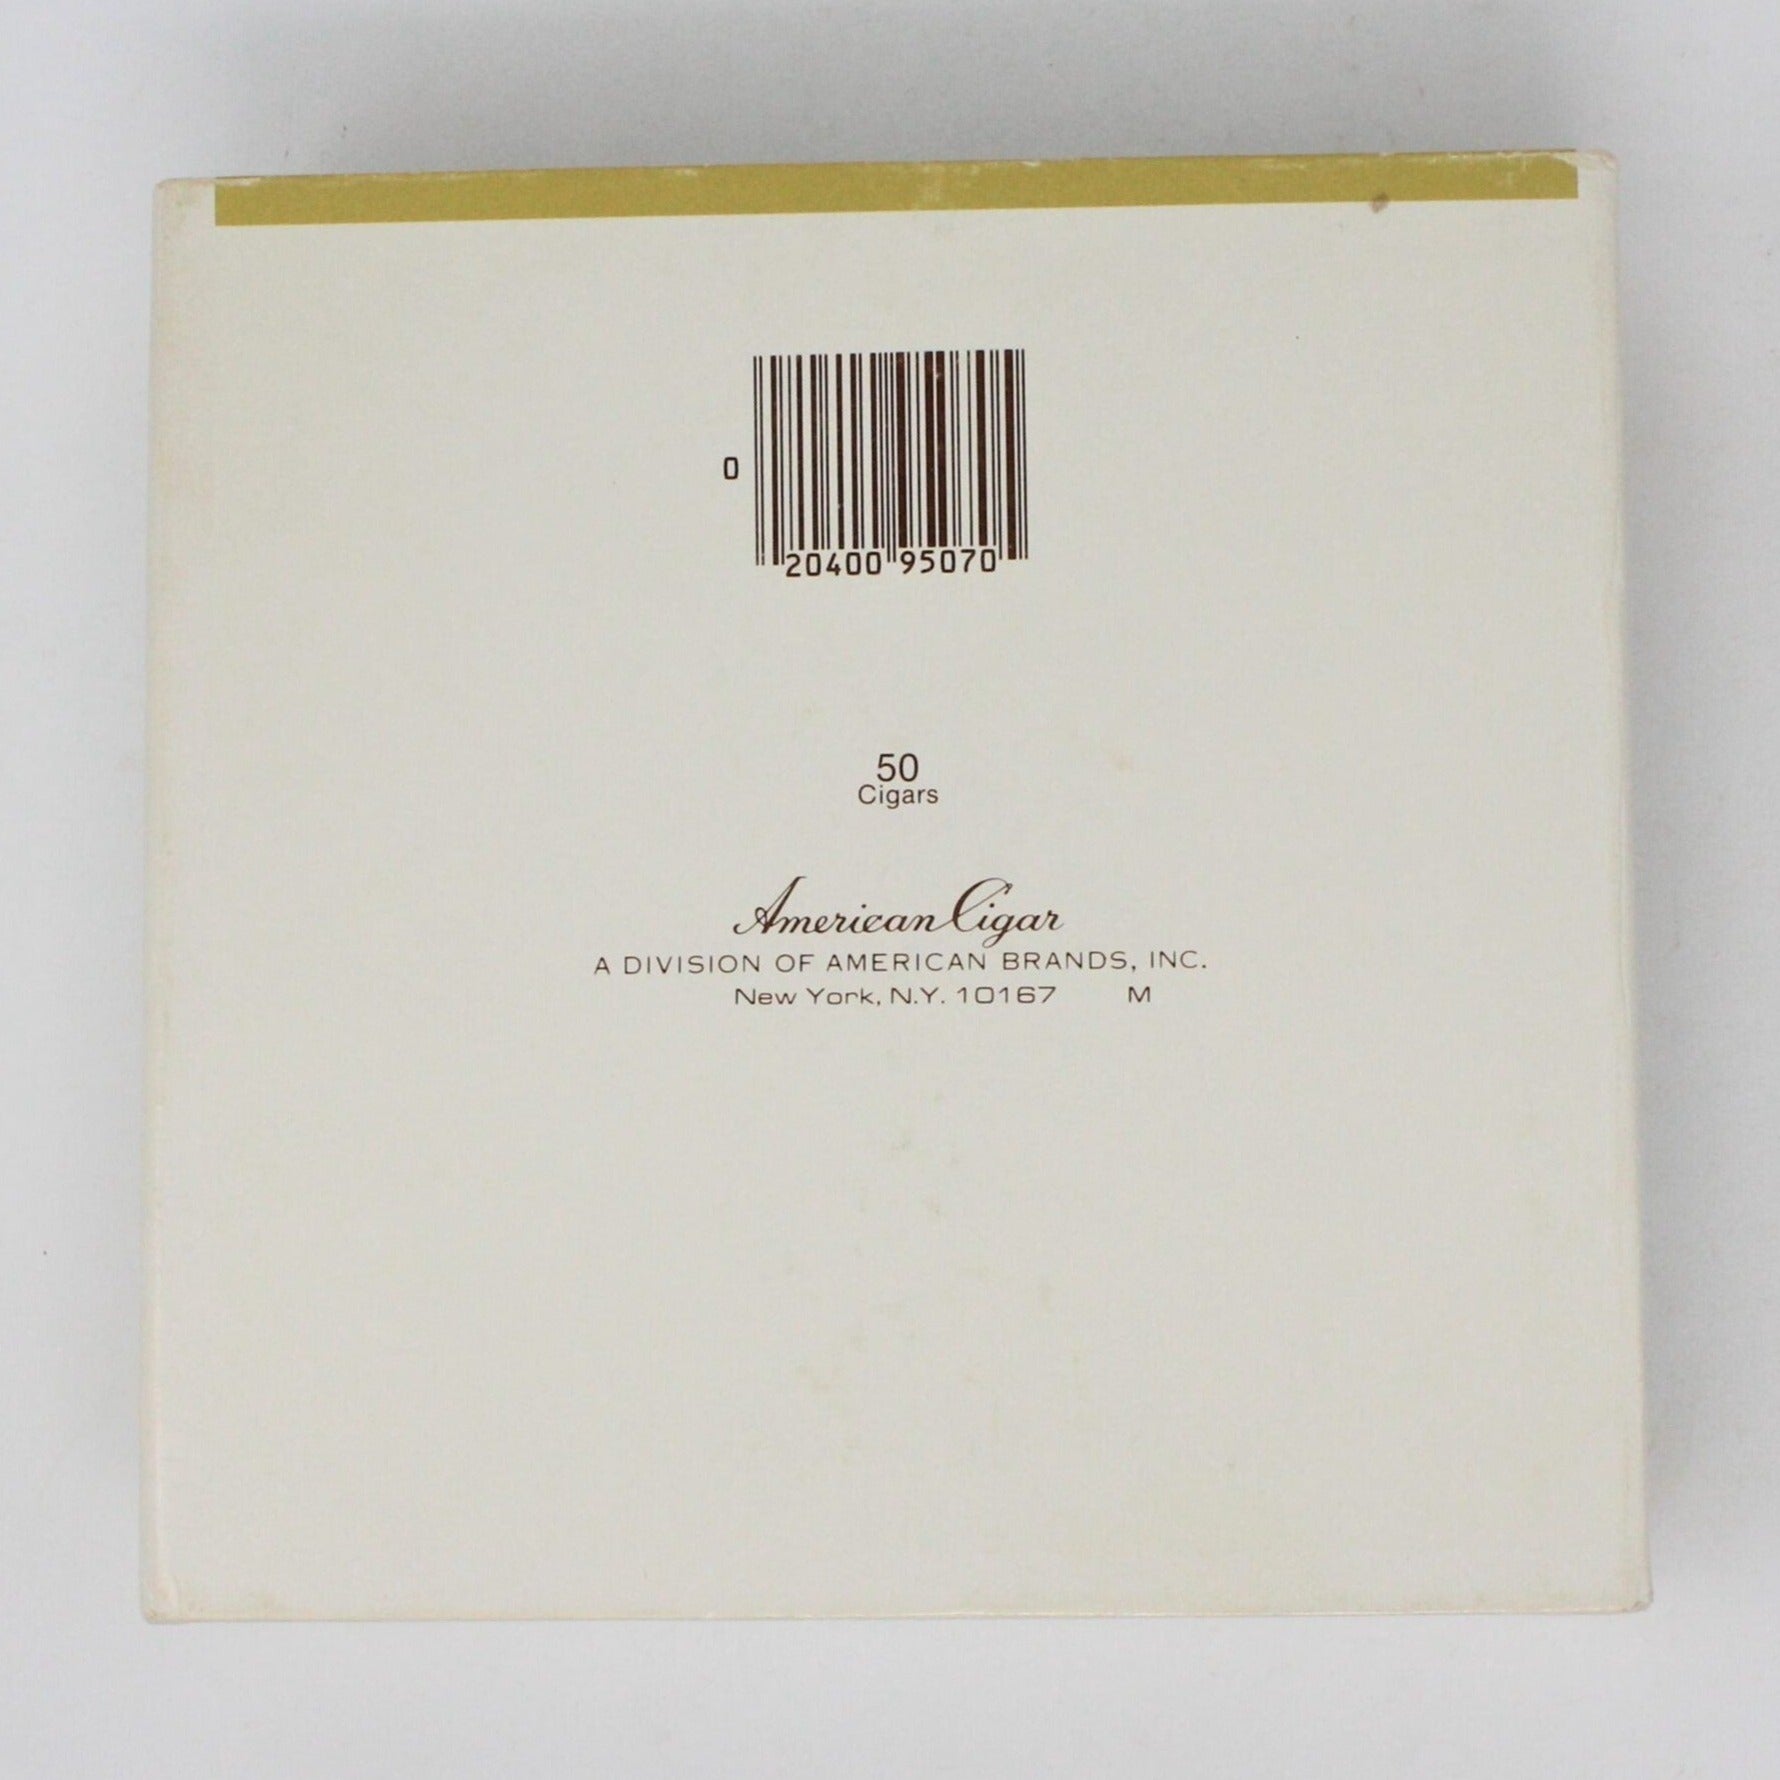 0
20400 95070
50
Cigars
American Cigar
A DIVISION OF AMERICAN BRANDS, INC.
New York, N.Y. 10167 M